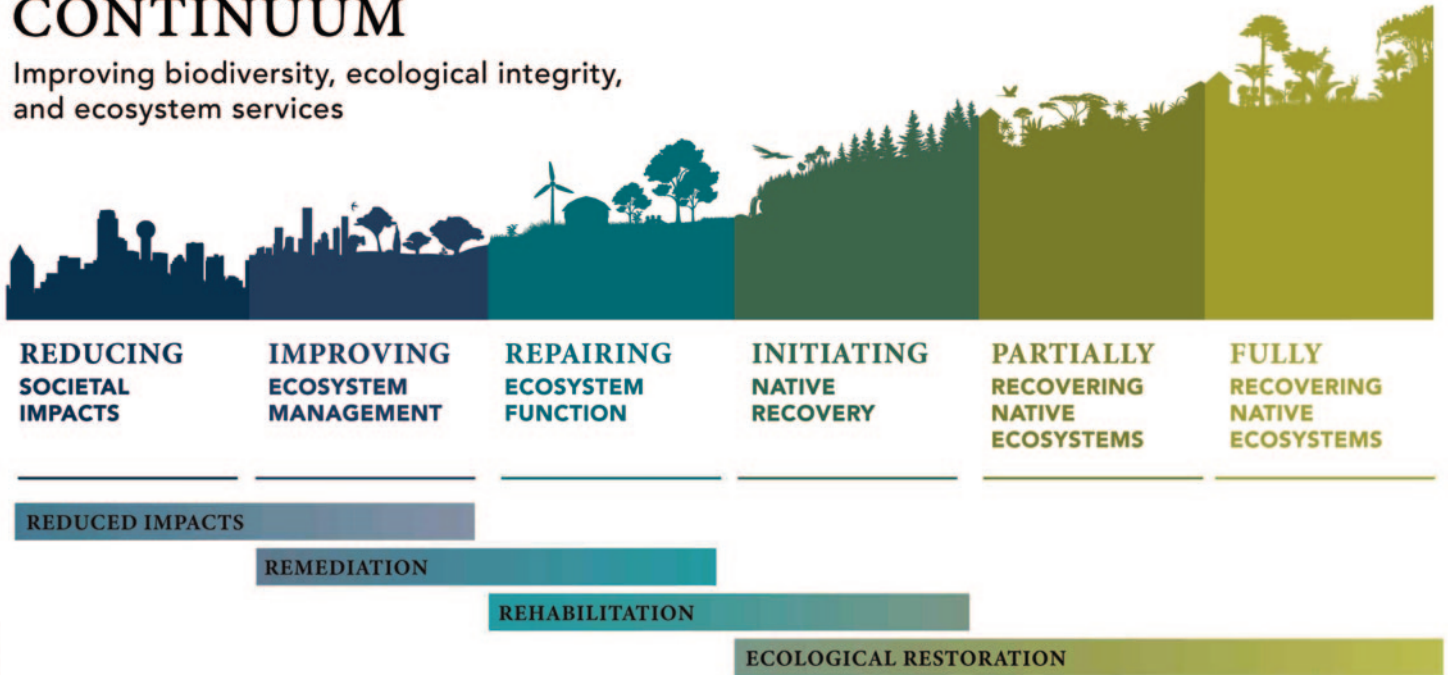 CONTINUUM
Improving biodiversity, ecological integrity,
and ecosystem services
REDUCING
SOCIETAL
IMPACTS
IMPROVING
ECOSYSTEM
MANAGEMENT
REPAIRING
ECOSYSTEM
FUNCTION
INITIATING
NATIVE
RECOVERY
PARTIALLY
RECOVERING
NATIVE
ECOSYSTEMS
FULLY
RECOVERING
NATIVE
ECOSYSTEMS
REDUCED IMPACTS
REMEDIATION
REHABILITATION
ECOLOGICAL RESTORATION